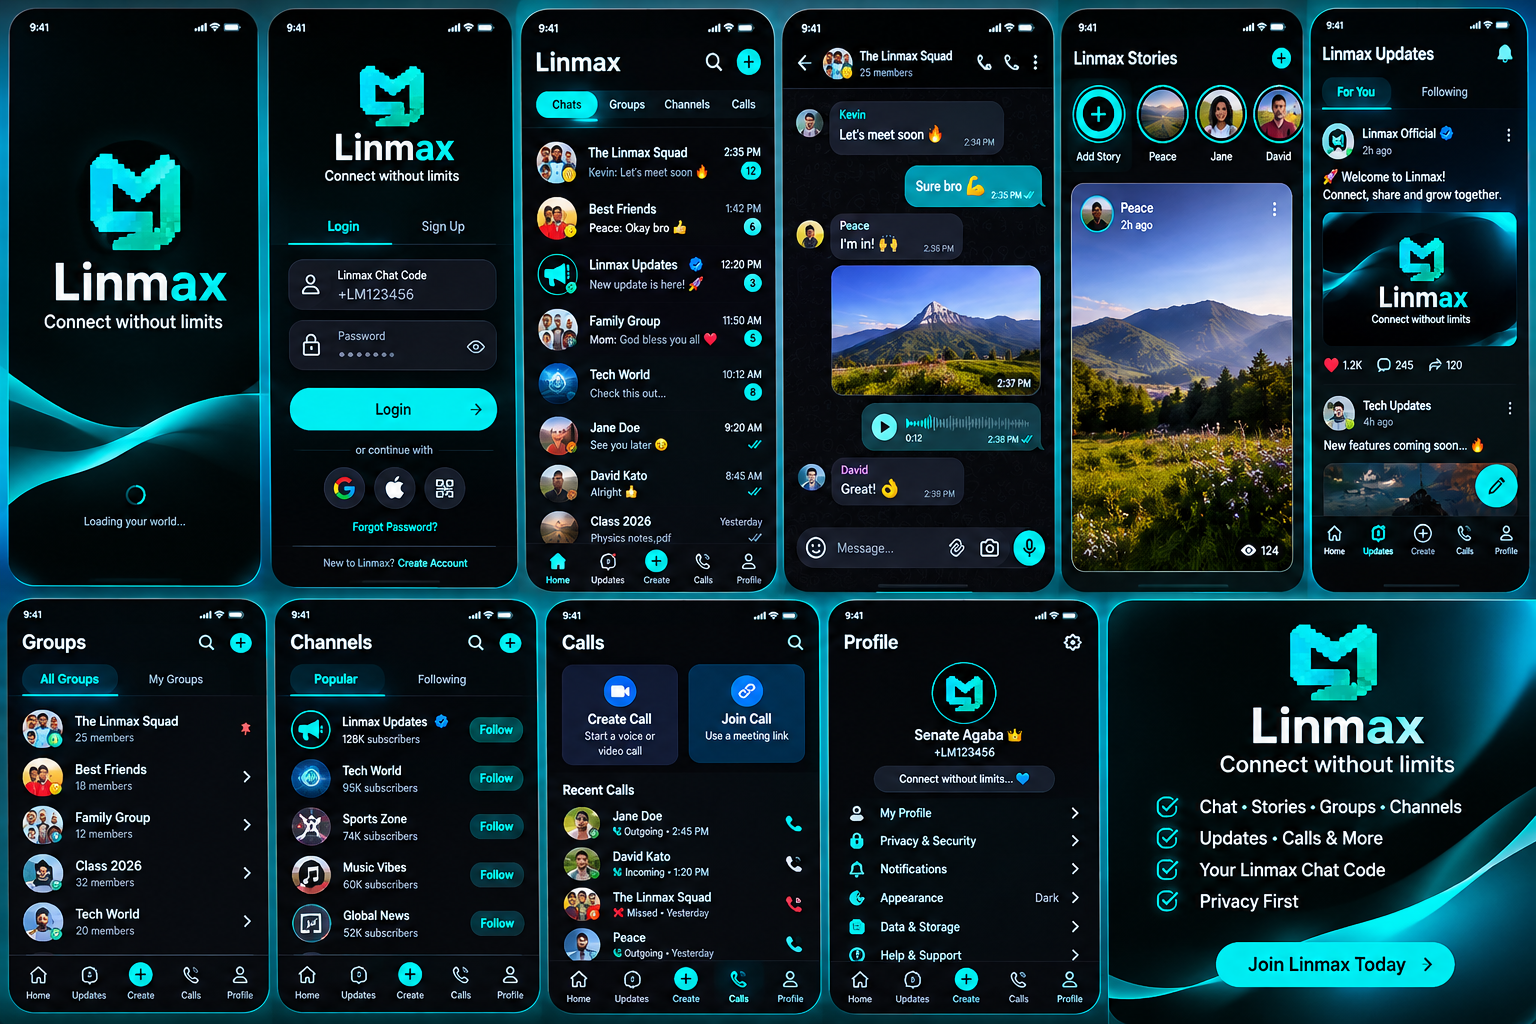 9:41
Linmax
Connect without limits
Loading your world...
9:41
Linmax
Connect without limits
Login
Sign Up
Linmax Chat Code
+LM123456
Password
Login
or continue with
Forgot Password?
New to Linmax? Create Account
9:41
Linmax
Chats
Groups
Channels
Calls
The Linmax Squad
2:35 PM
Kevin: Let's meet soon 🔥
12
Best Friends
1:42 PM
Peace: Okay bro 👍
6
Linmax Updates
12:20 PM
New update is here! 🚀
3
Family Group
11:50 AM
Mom: God bless you all ❤️
5
Tech World
10:12 AM
Check this out...
8
Jane Doe
9:20 AM
See you later 😊
David Kato
8:45 AM
Alright 👍
Class 2026
Yesterday
Physics notes,pdf
Home
Updates
Create
Calls
Profile
9:41
The Linmax Squad
25 members
Kevin
Let's meet soon 🔥
2:34 PM
Sure bro 💪
2:35 PM
Peace
I'm in! 🙌
2:36 PM
2:37 PM
0:12
2:38 PM
David
Great! 👌
2:39 PM
Message...
9:41
Linmax Stories
Add Story
Peace
Jane
David
Peace
2h ago
124
9:41
Linmax Updates
For You
Following
Linmax Official
2h ago
🚀 Welcome to Linmax!
Connect, share and grow together.
Linmax
Connect without limits
1.2K
245
120
Tech Updates
4h ago
New features coming soon... 🔥
Home
Updates
Create
Calls
Profile
9:41
Groups
All Groups
My Groups
The Linmax Squad
25 members
Best Friends
18 members
Family Group
12 members
Class 2026
32 members
Tech World
20 members
Home
Updates
Create
Calls
Profile
9:41
Channels
Popular
Following
Linmax Updates
128K subscribers
Follow
Tech World
95K subscribers
Follow
Sports Zone
74K subscribers
Follow
Music Vibes
60K subscribers
Follow
Global News
52K subscribers
Follow
Home
Updates
Create
Calls
Profile
9:41
Calls
Create Call
Start a voice or
video call
Join Call
Use a meeting link
Recent Calls
Jane Doe
Outgoing • 2:45 PM
David Kato
Incoming • 1:20 PM
The Linmax Squad
Missed • Yesterday
Peace
Outgoing • Yesterday
Home
Updates
Create
Calls
Profile
9:41
Profile
Senate Agaba 👑
+LM123456
Connect without limits... 💙
My Profile
Privacy & Security
Notifications
Appearance
Dark
Data & Storage
Help & Support
Home
Updates
Create
Calls
Profile
Linmax
Connect without limits
Chat • Stories • Groups • Channels
Updates • Calls & More
Your Linmax Chat Code
Privacy First
Join Linmax Today